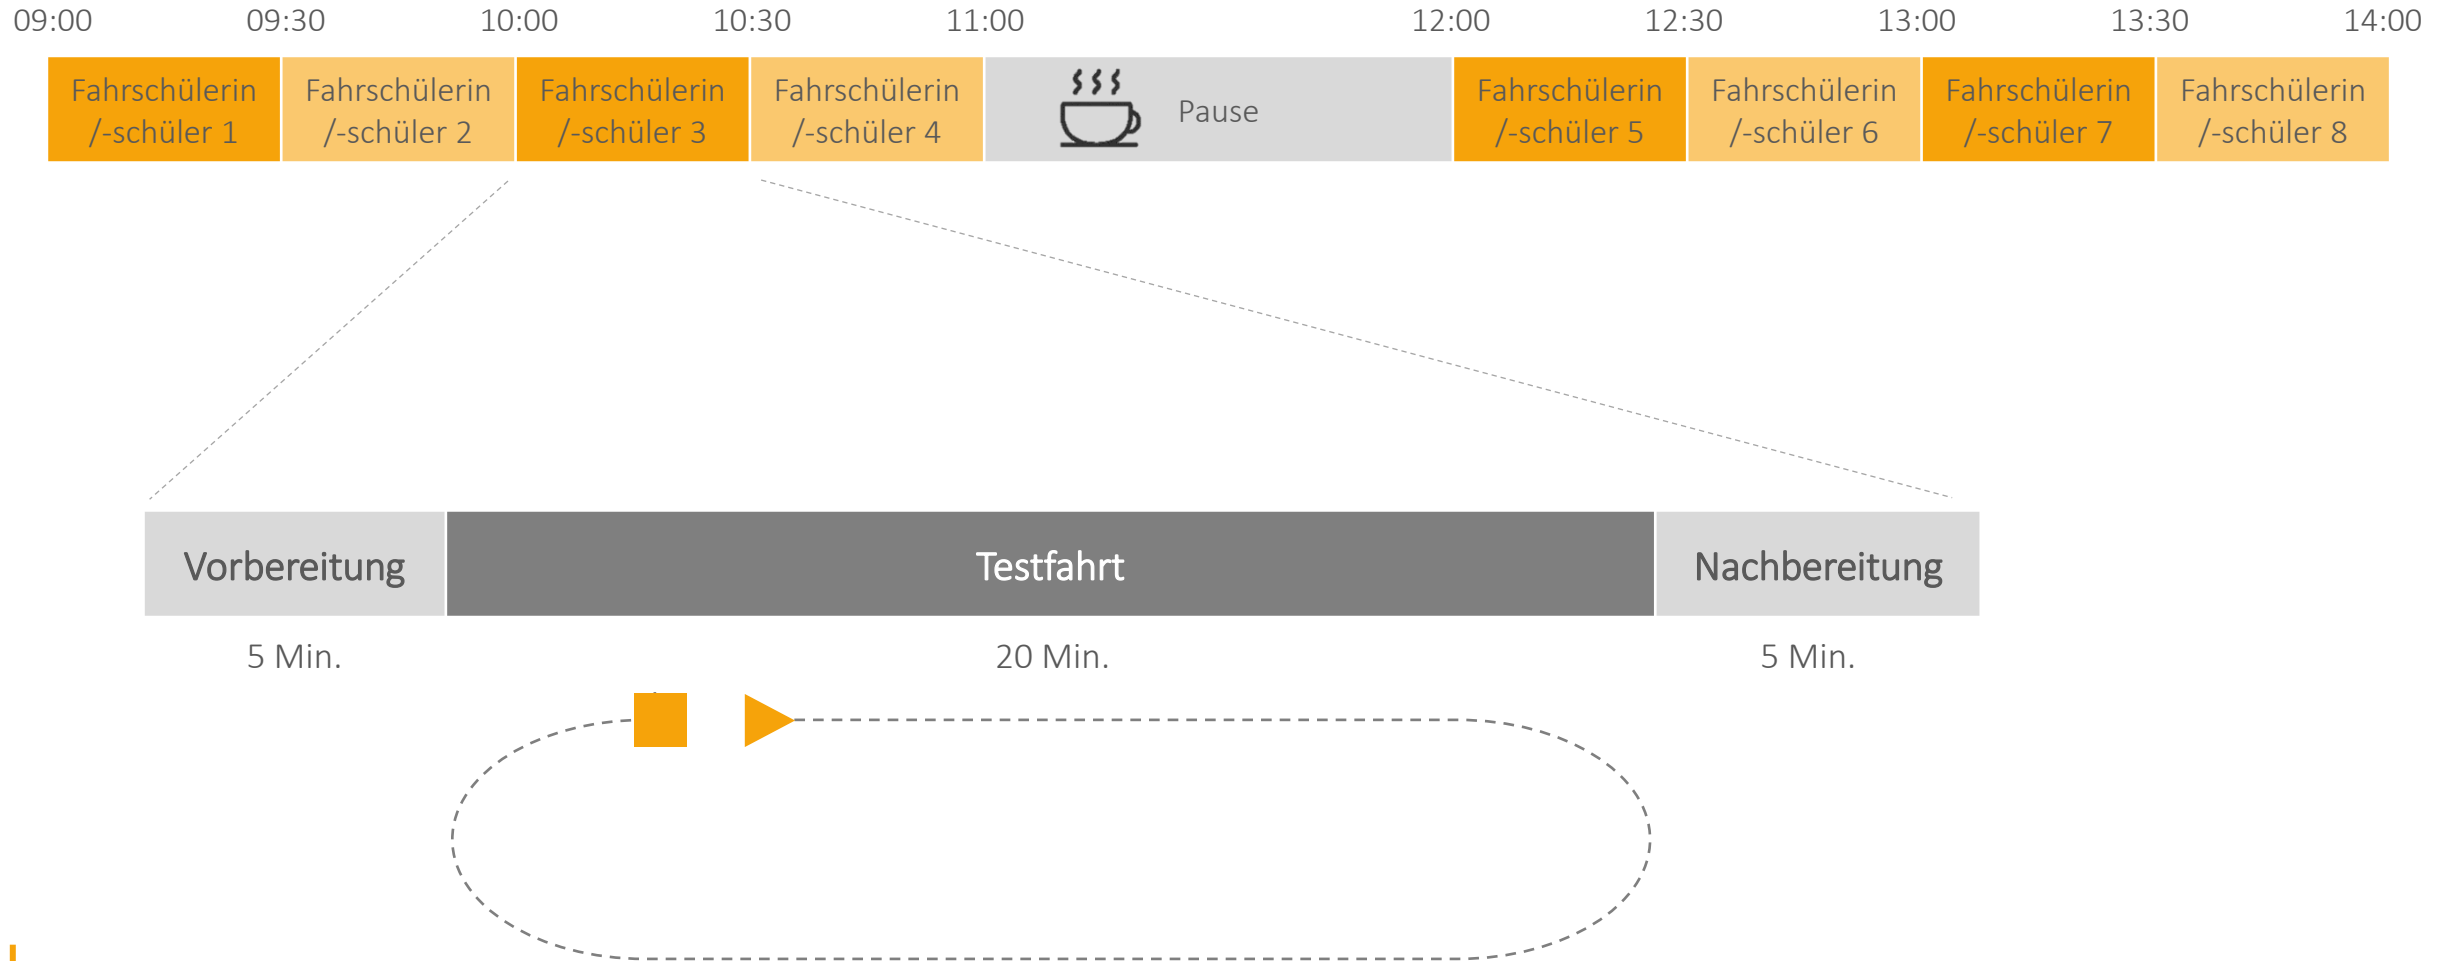 09:00 09:30 10:00 10:30 11:00 12:00 12:30 13:00 13:30 14:00
Fahrschülerin
/-schüler 1
Fahrschülerin
/-schüler 2
Fahrschülerin
/-schüler 3
Fahrschülerin
/-schüler 4
Pause
Fahrschülerin
/-schüler 5
Fahrschülerin
/-schüler 6
Fahrschülerin
/-schüler 7
Fahrschülerin
/-schüler 8
Vorbereitung
Testfahrt
Nachbereitung
5 Min.
20 Min.
5 Min.